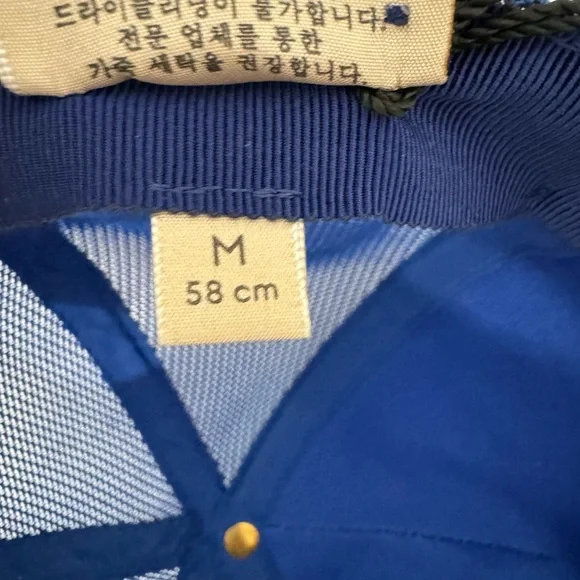 드라이클리닝이 불가합니다.
전문 업체를 통한
가죽 세탁을 권장합니다.
M
58 cm